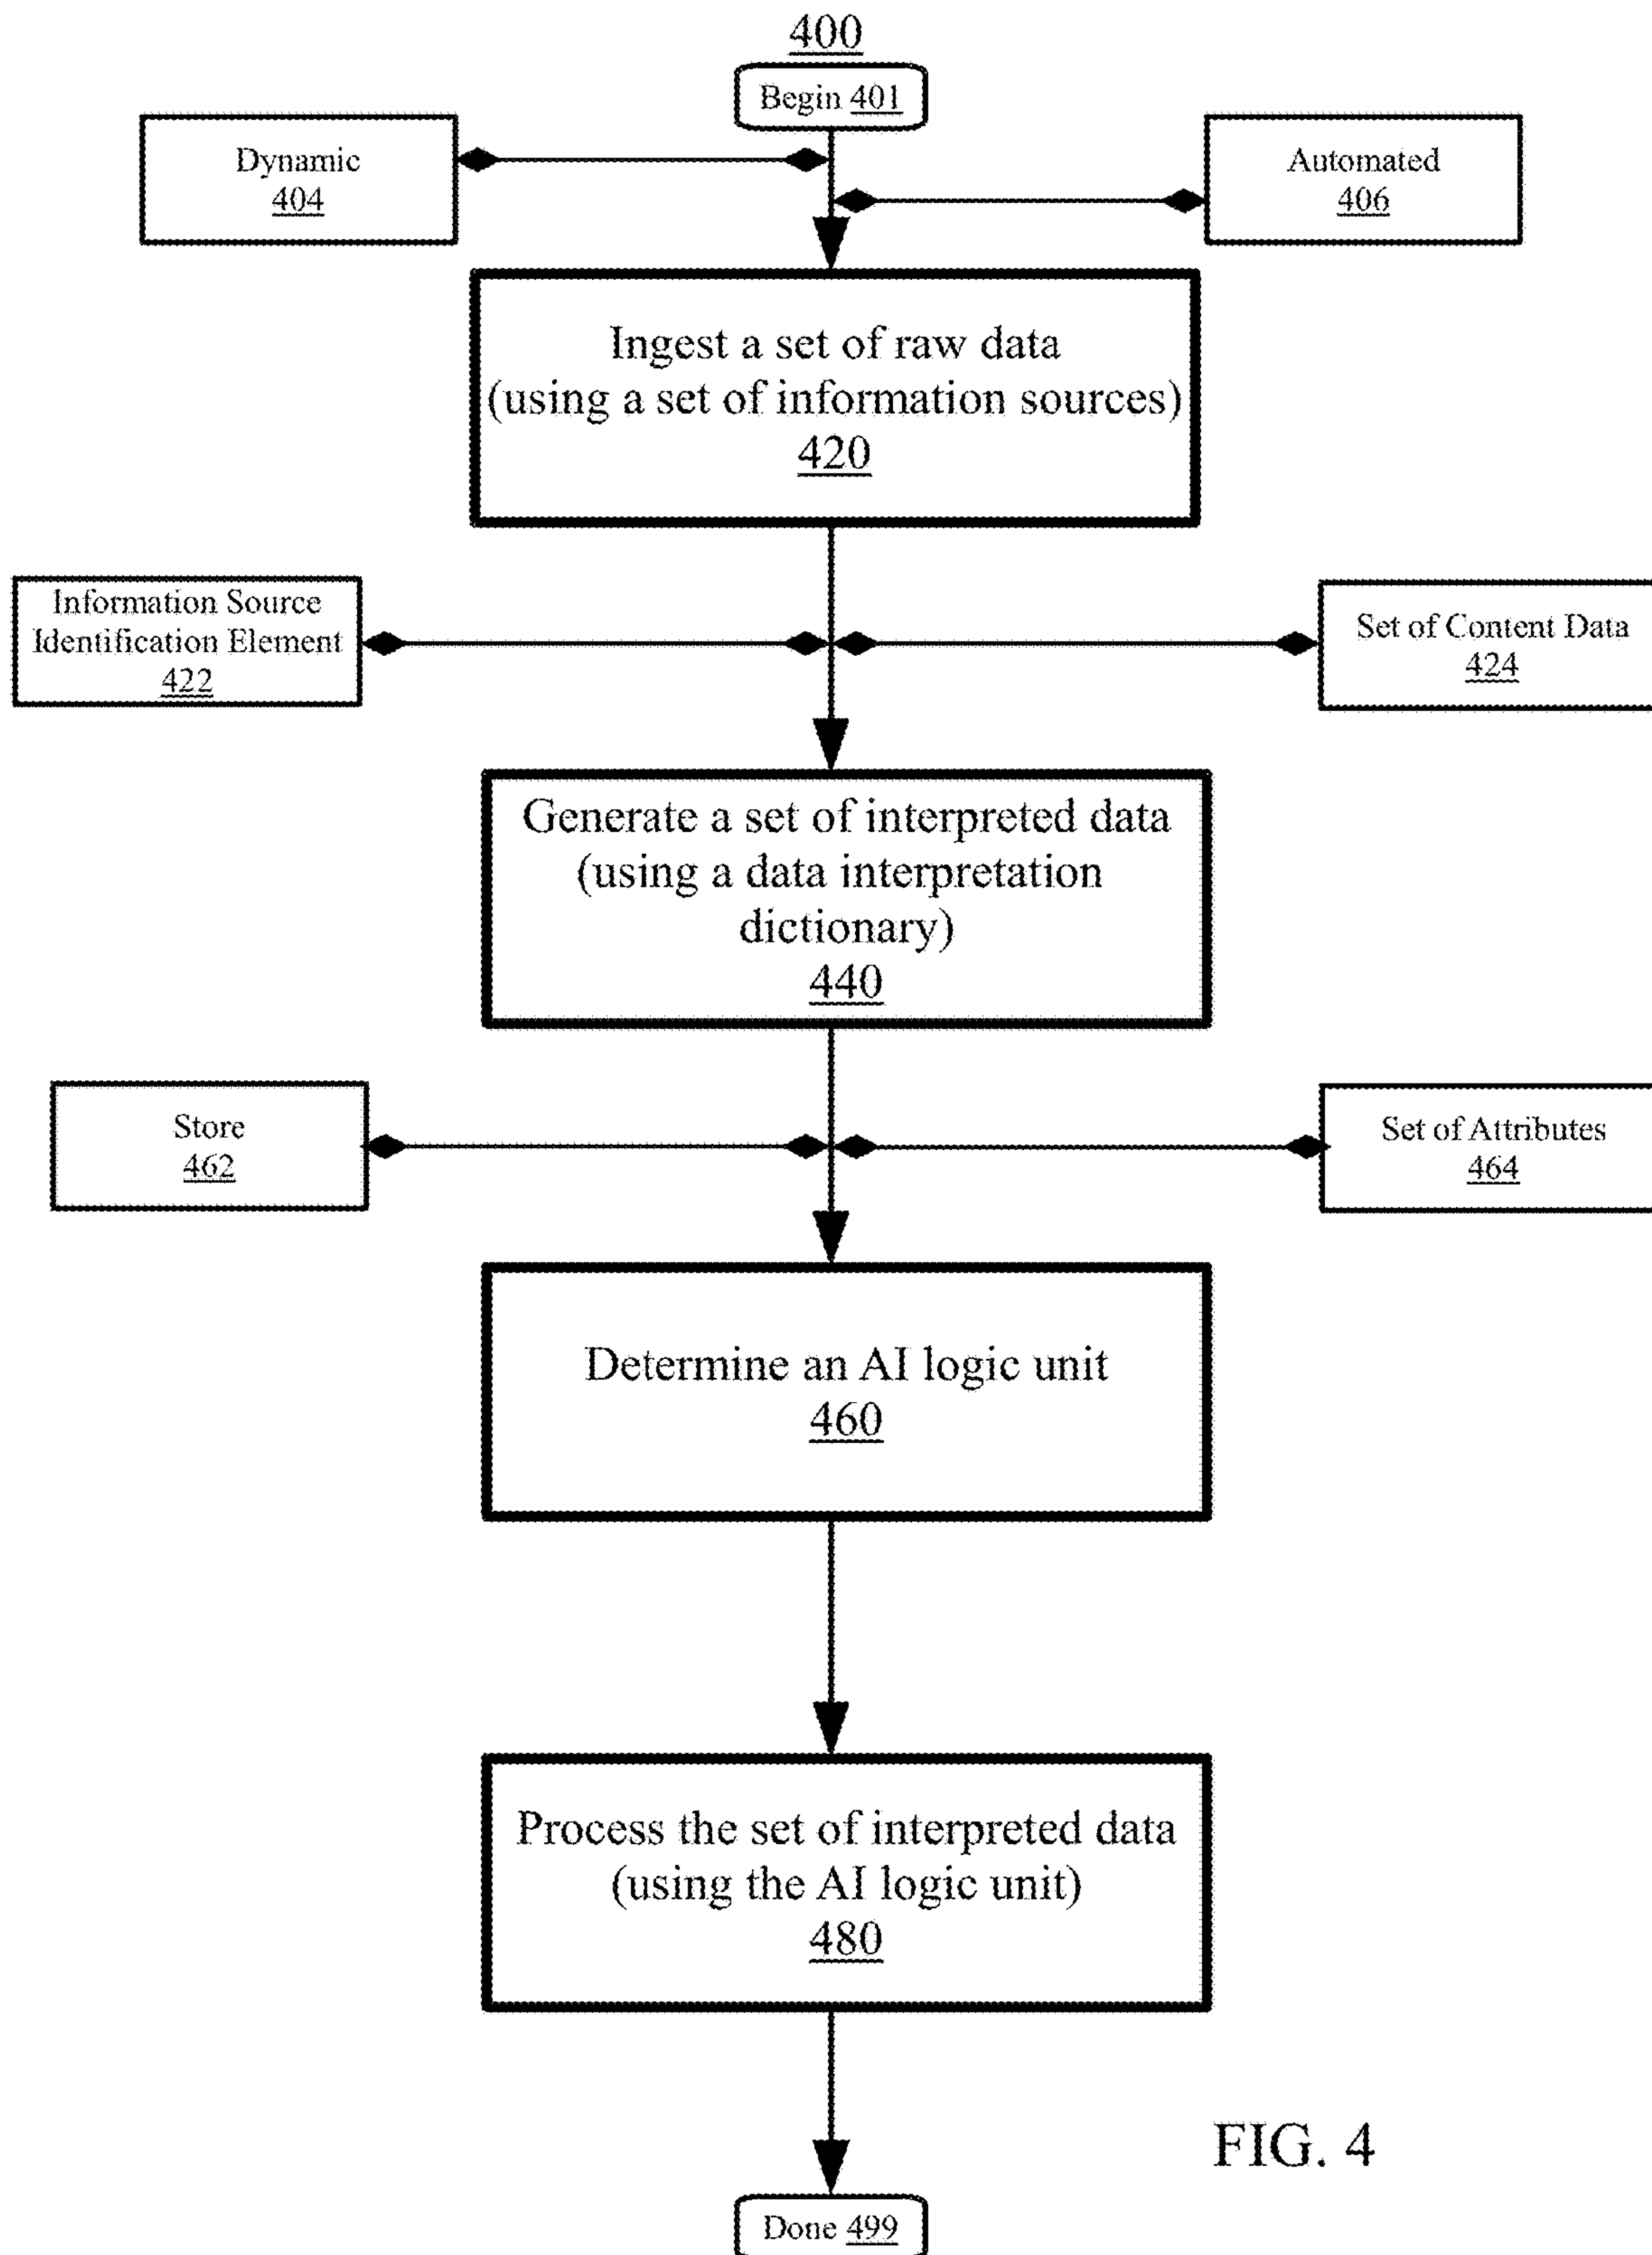 400
Begin 401
Dynamic
404
Automated
406
Ingest a set of raw data
(using a set of information sources)
420
Information Source
Identification Element
422
Set of Content Data
424
Generate a set of interpreted data
(using a data interpretation
dictionary)
440
Store
462
Set of Attributes
464
Determine an AI logic unit
460
Process the set of interpreted data
(using the AI logic unit)
480
FIG. 4
Done 499